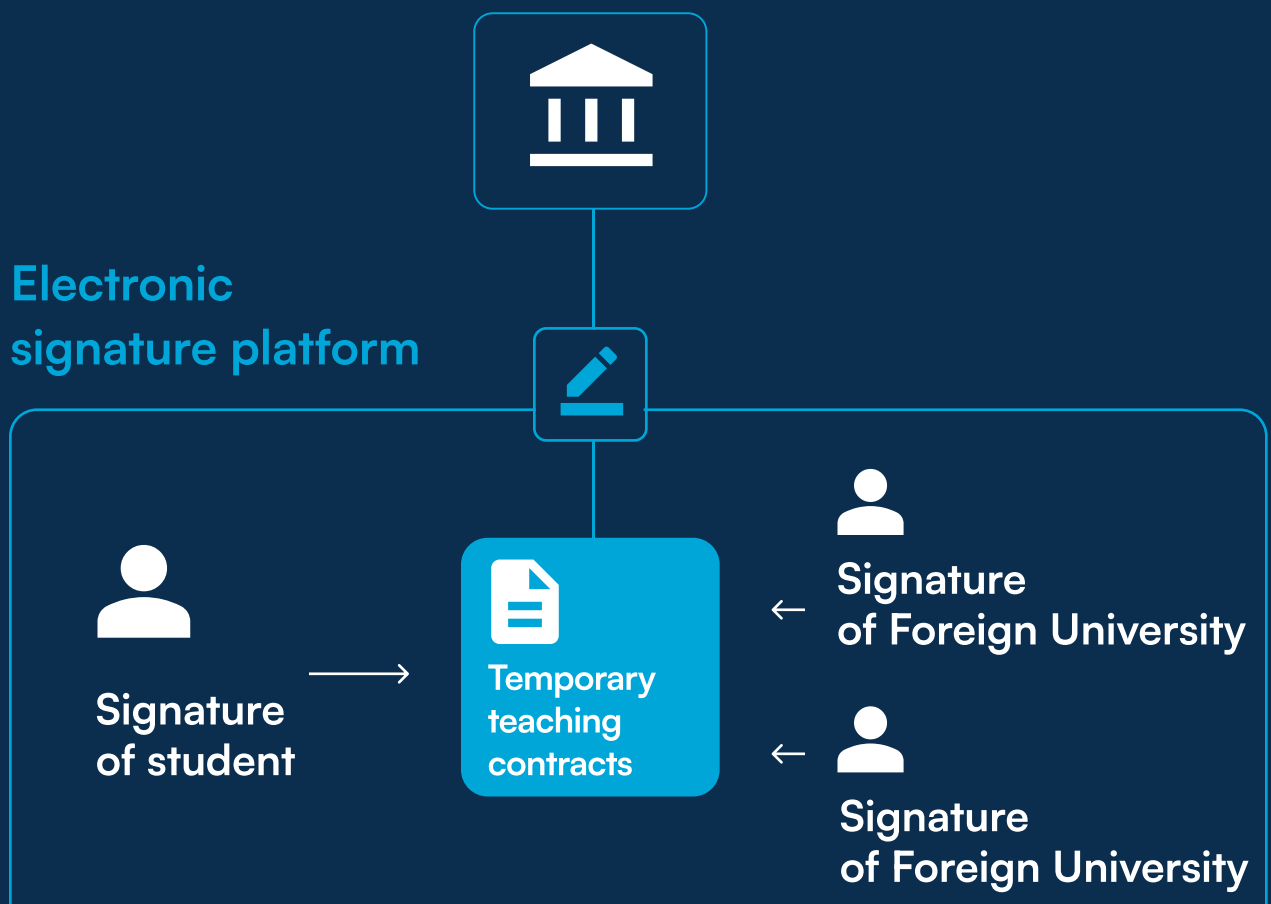 Electronic
signature platform
Signature
of student
Temporary
teaching
contracts
Signature
of Foreign University
Signature
of Foreign University